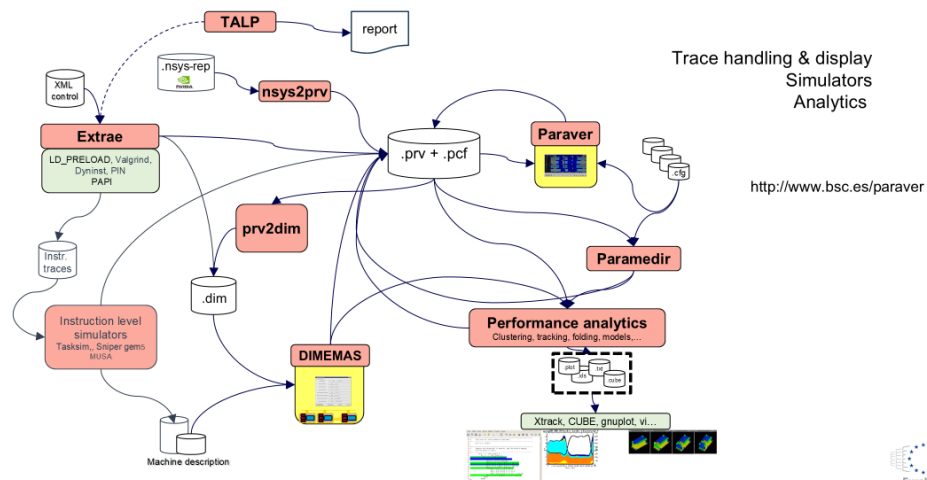 TALP
report
Trace handling & display
Simulators
Analytics
.nsys-rep
NVIDIA
nsys2prv
XML
control
Extrae
LD_PRELOAD, Valgrind,
Dyninst, PIN
PAPI
.prv + .pcf
Paraver
.cfg
http://www.bsc.es/paraver
prv2dim
Paramedir
Instr.
traces
.dim
Instruction level
simulators
Tasksim,, Sniper gem5
MUSA
Performance analytics
Clustering, tracking, folding, models,...
DIMEMAS
.plot
.xls
.txt
.cube
Xtrack, CUBE, gnuplot, vi...
Machine description